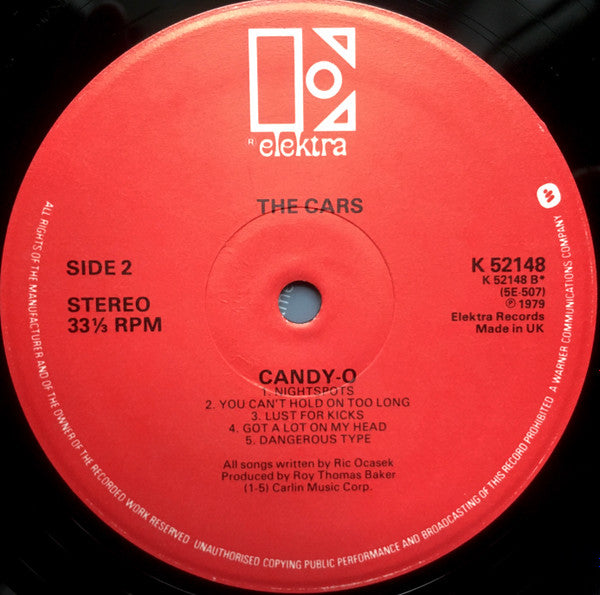 R elektra
THE CARS
SIDE 2
STEREO
33⅓ RPM
K 52148
K 52148 B*
(5E-507)
℗ 1979
Elektra Records
Made in UK
CANDY-O
1. NIGHTSPOTS
2. YOU CAN'T HOLD ON TOO LONG
3. LUST FOR KICKS
4. GOT A LOT ON MY HEAD
5. DANGEROUS TYPE
All songs written by Ric Ocasek
Produced by Roy Thomas Baker
(1-5) Carlin Music Corp.
ALL RIGHTS OF THE MANUFACTURER AND OF THE OWNER OF THE RECORDED WORK RESERVED. UNAUTHORISED COPYING PUBLIC PERFORMANCE AND BROADCASTING OF THIS RECORD PROHIBITED. A WARNER COMMUNICATIONS COMPANY